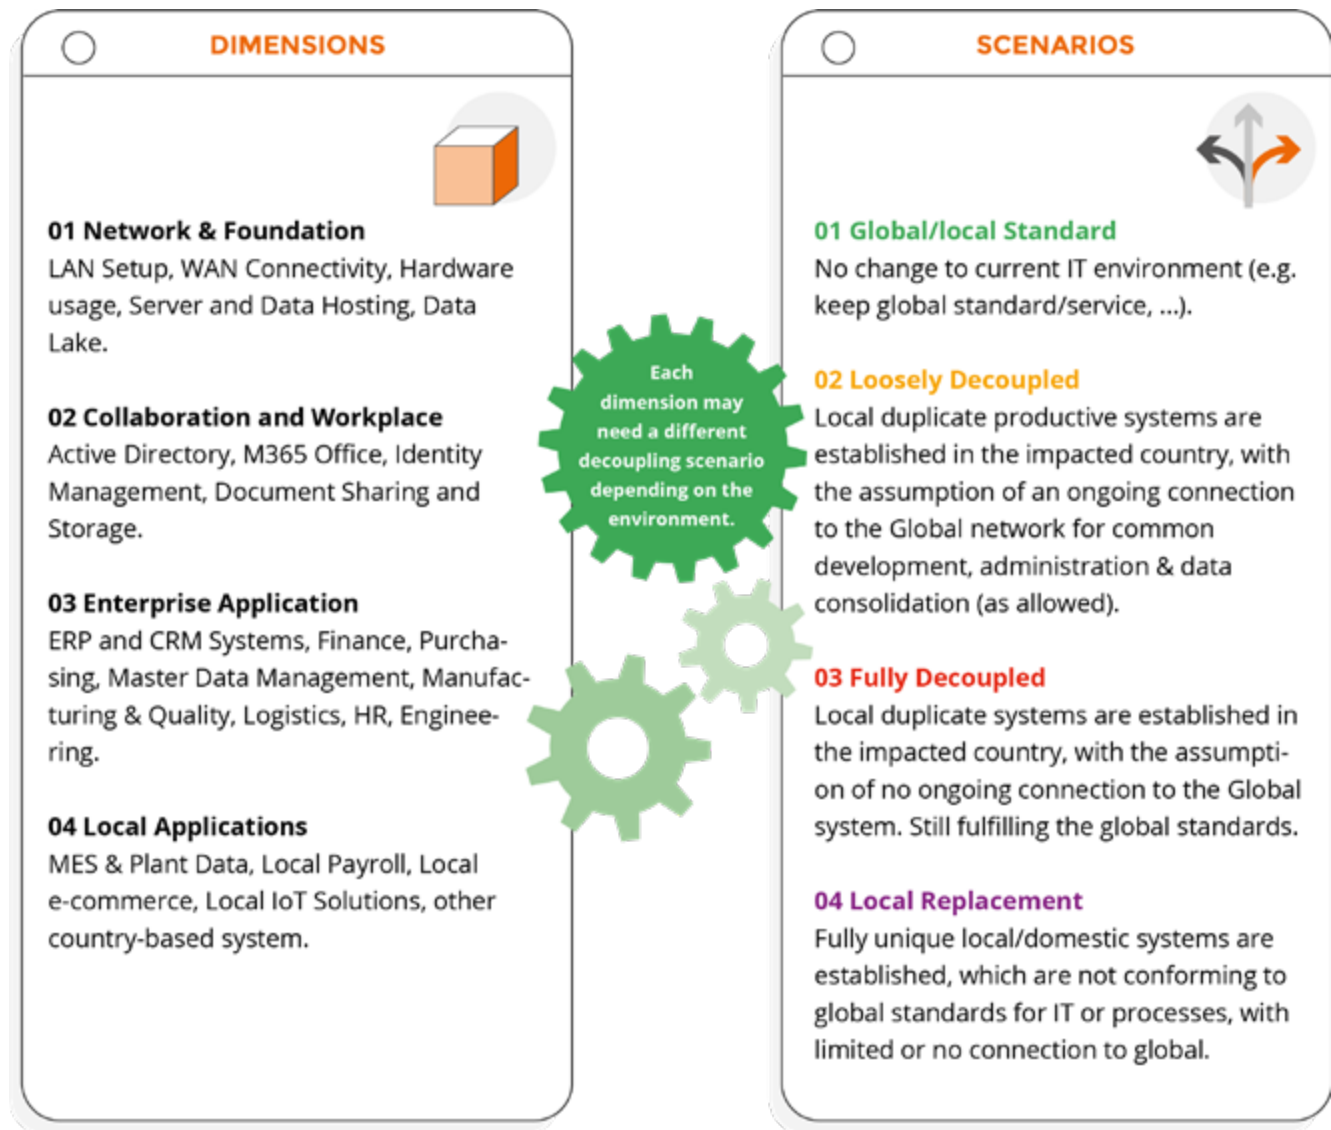 DIMENSIONS
01 Network & Foundation
LAN Setup, WAN Connectivity, Hardware
usage, Server and Data Hosting, Data
Lake.
02 Collaboration and Workplace
Active Directory, M365 Office, Identity
Management, Document Sharing and
Storage.
03 Enterprise Application
ERP and CRM Systems, Finance, Purcha-
sing, Master Data Management, Manufac-
turing & Quality, Logistics, HR, Enginee-
ring.
04 Local Applications
MES & Plant Data, Local Payroll, Local
e-commerce, Local IoT Solutions, other
country-based system.
Each
dimension may
need a different
decoupling scenario
depending on the
environment.
SCENARIOS
01 Global/local Standard
No change to current IT environment (e.g.
keep global standard/service, ...).
02 Loosely Decoupled
Local duplicate productive systems are
established in the impacted country, with
the assumption of an ongoing connection
to the Global network for common
development, administration & data
consolidation (as allowed).
03 Fully Decoupled
Local duplicate systems are established in
the impacted country, with the assumpti-
on of no ongoing connection to the Global
system. Still fulfilling the global standards.
04 Local Replacement
Fully unique local/domestic systems are
established, which are not conforming to
global standards for IT or processes, with
limited or no connection to global.